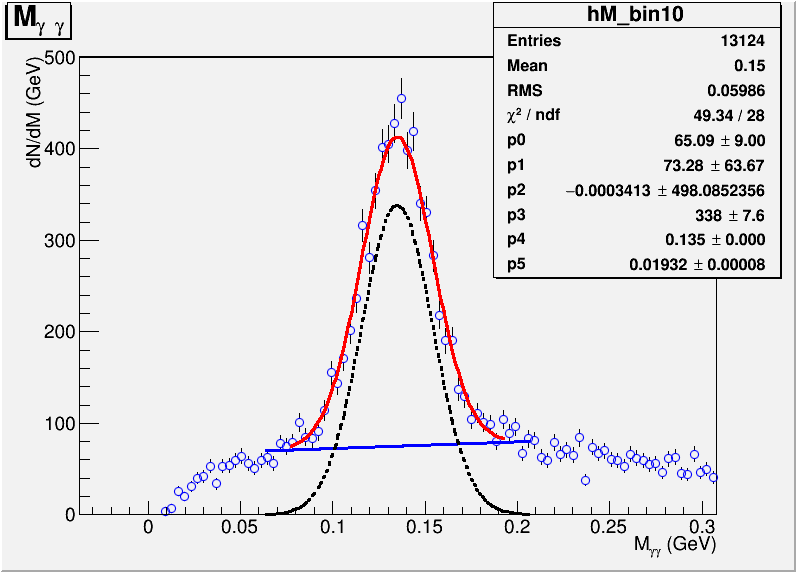 Mγ γ
hM_bin10
Entries 13124
Mean 0.15
RMS 0.05986
χ² / ndf 49.34 / 28
p0 65.09 ± 9.00
p1 73.28 ± 63.67
p2 −0.0003413 ± 498.0852356
p3 338 ± 7.6
p4 0.135 ± 0.000
p5 0.01932 ± 0.00008
dN/dM (GeV)
500
400
300
200
100
0
0 0.05 0.1 0.15 0.2 0.25 0.3
Mγγ (GeV)